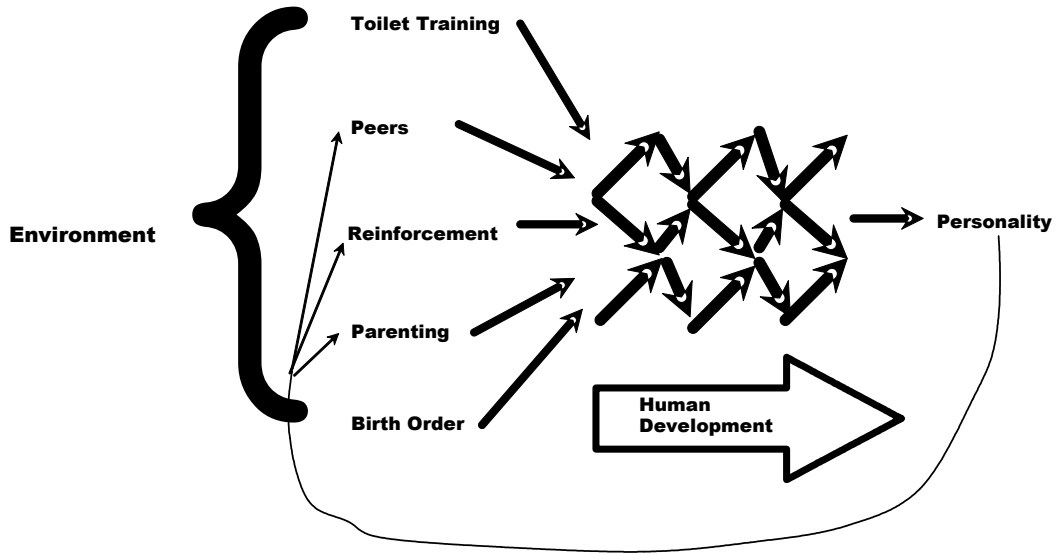 Toilet Training
Peers
Environment
Reinforcement
Personality
Parenting
Birth Order
Human
Development